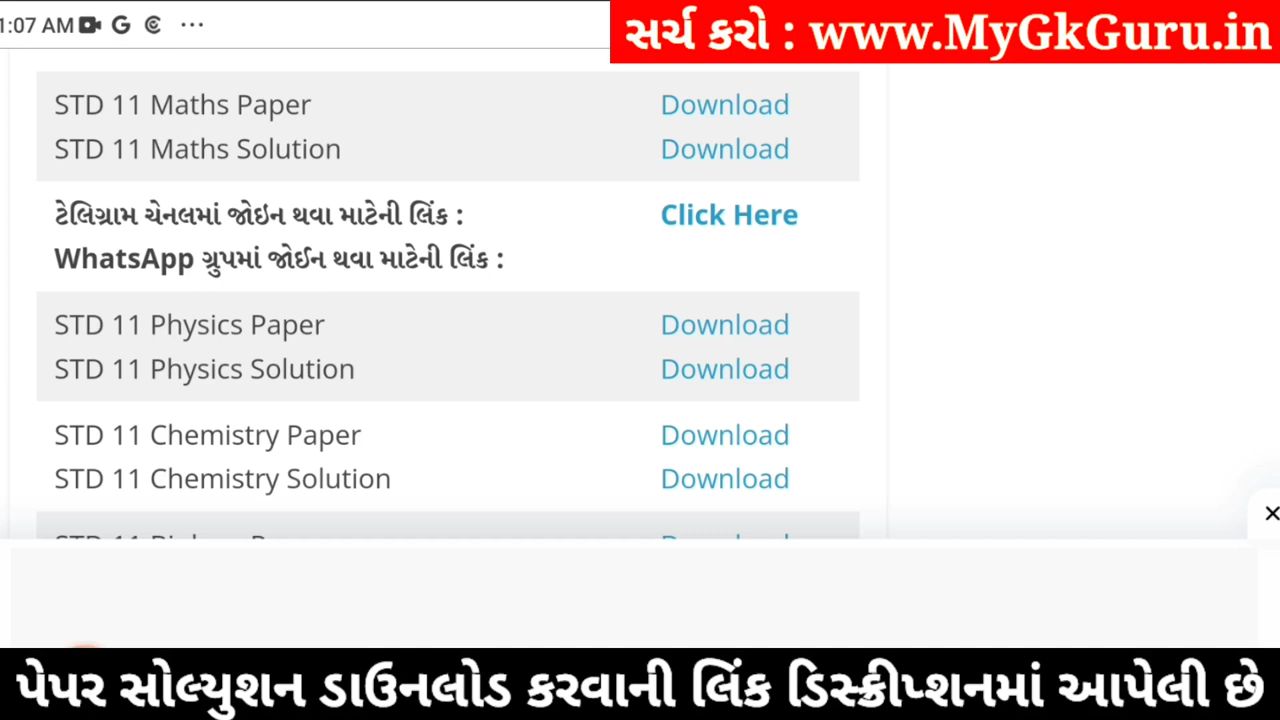 1:07 AM
સર્ચ કરો : www.MyGkGuru.in
STD 11 Maths Paper Download
STD 11 Maths Solution Download
ટેલિગ્રામ ચેનલમાં જોઇન થવા માટેની લિંક : Click Here
WhatsApp ગ્રુપમાં જોઈન થવા માટેની લિંક :
STD 11 Physics Paper Download
STD 11 Physics Solution Download
STD 11 Chemistry Paper Download
STD 11 Chemistry Solution Download
પેપર સોલ્યુશન ડાઉનલોડ કરવાની લિંક ડિસ્ક્રીપ્શનમાં આપેલી છે